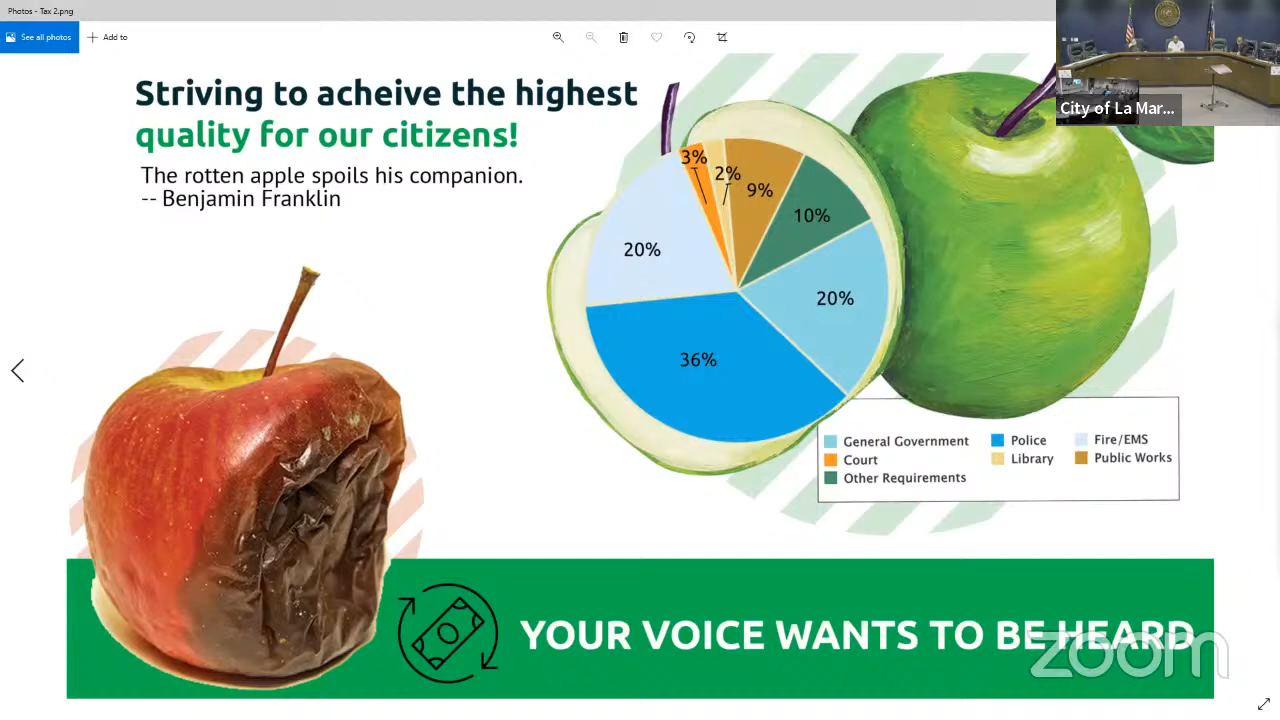 Photos - Tax 2.png
See all photos
Add to
City of La Mar...
Striving to acheive the highest
quality for our citizens!
The rotten apple spoils his companion.
-- Benjamin Franklin
3%
2%
9%
10%
20%
20%
36%
General Government
Police
Fire/EMS
Court
Library
Public Works
Other Requirements
YOUR VOICE WANTS TO BE HEARD
zoom